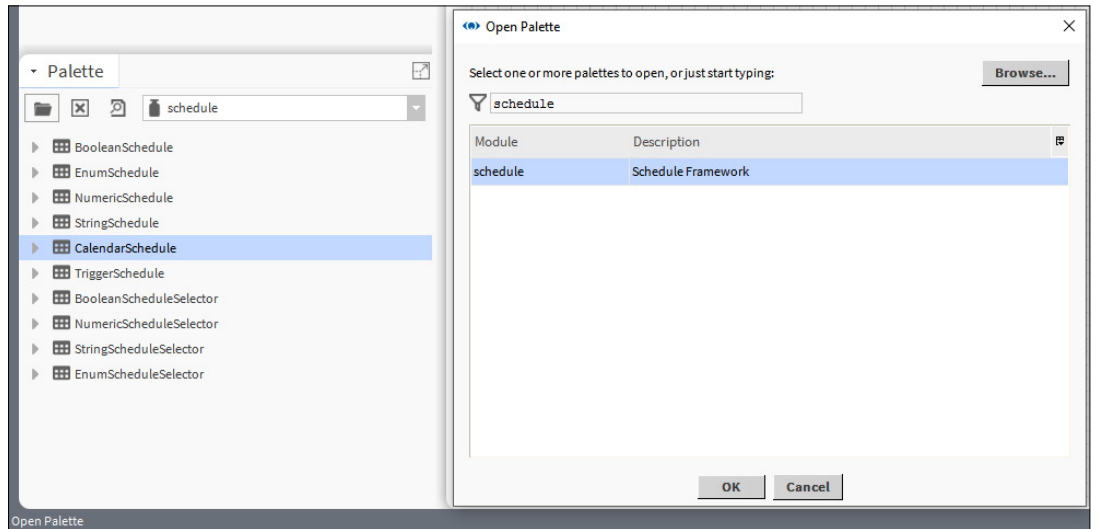 Palette
schedule
BooleanSchedule
EnumSchedule
NumericSchedule
StringSchedule
CalendarSchedule
TriggerSchedule
BooleanScheduleSelector
NumericScheduleSelector
StringScheduleSelector
EnumScheduleSelector
Open Palette
Open Palette
Select one or more palettes to open, or just start typing:
Browse...
schedule
Module Description
schedule Schedule Framework
OK Cancel